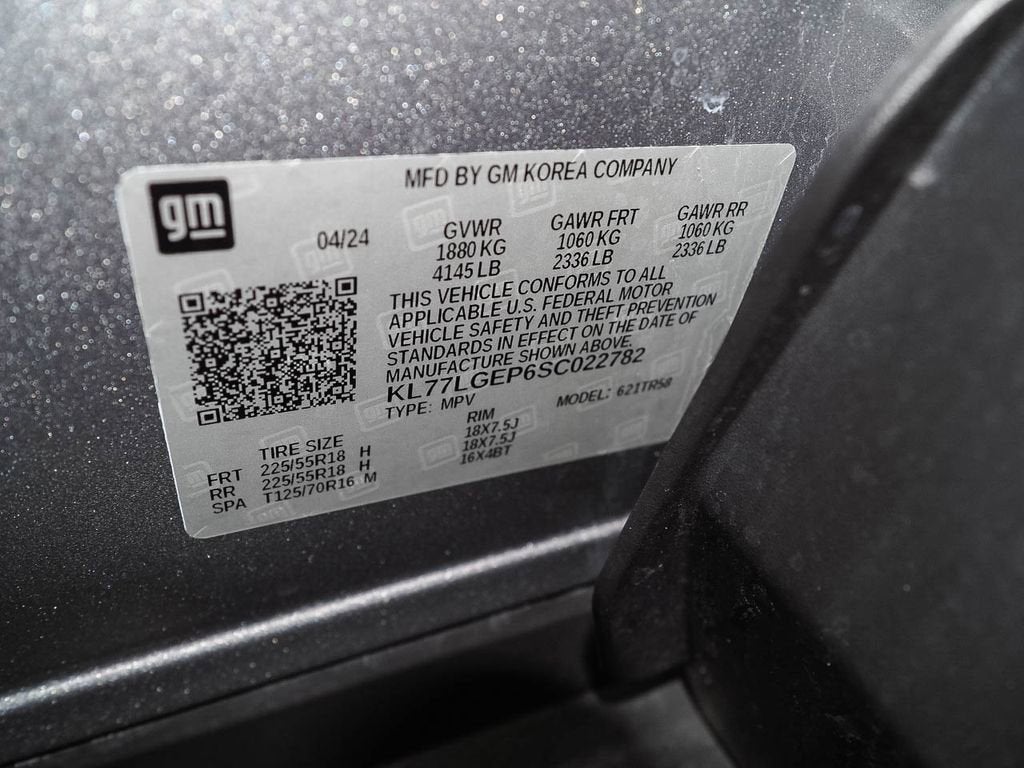 gm
MFD BY GM KOREA COMPANY
04/24
GVWR
1880 KG
4145 LB
GAWR FRT
1060 KG
2336 LB
GAWR RR
1060 KG
2336 LB
THIS VEHICLE CONFORMS TO ALL
APPLICABLE U.S. FEDERAL MOTOR
VEHICLE SAFETY AND THEFT PREVENTION
STANDARDS IN EFFECT ON THE DATE OF
MANUFACTURE SHOWN ABOVE.
KL77LGEP6SC022782
TYPE: MPV MODEL: 621TR58
TIRE SIZE RIM
FRT 225/55R18 H 18X7.5J
RR 225/55R18 H 18X7.5J
SPA T125/70R16 M 16X4BT